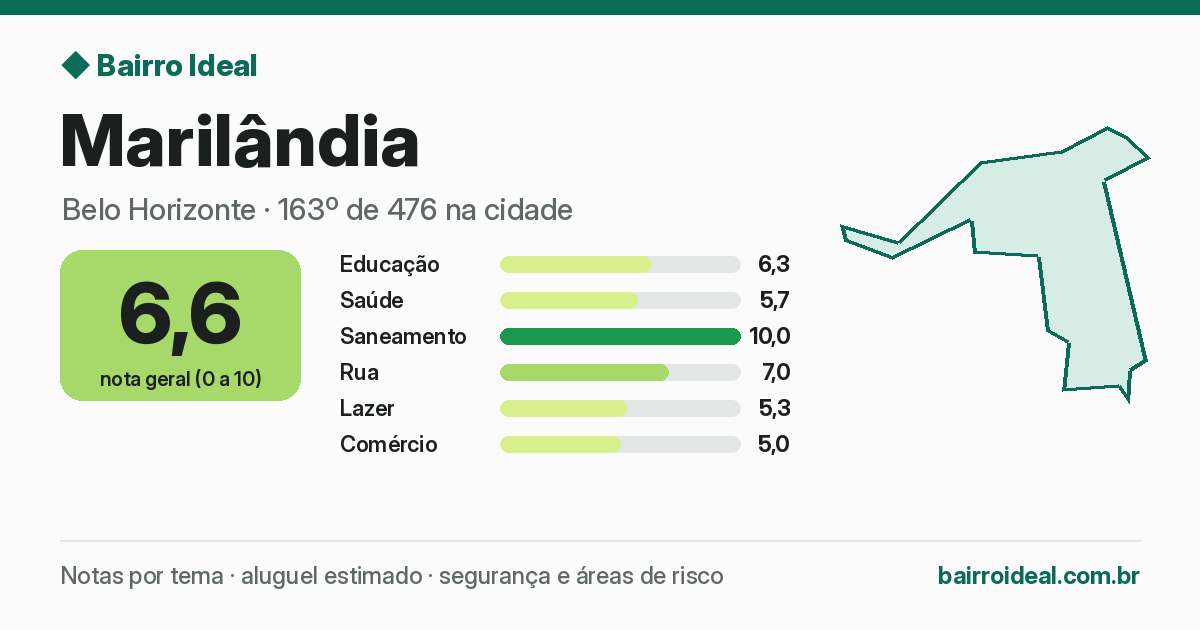 Bairro Ideal
Marilândia
Belo Horizonte · 163º de 476 na cidade
6,6
nota geral (0 a 10)
Educação 6,3
Saúde 5,7
Saneamento 10,0
Rua 7,0
Lazer 5,3
Comércio 5,0
Notas por tema · aluguel estimado · segurança e áreas de risco
bairroideal.com.br